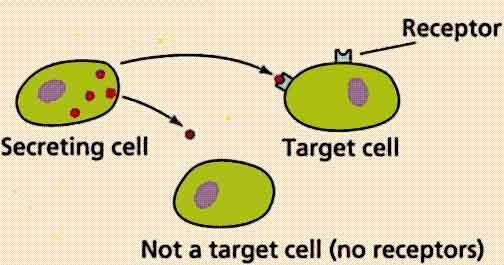 Receptor
Secreting cell
Target cell
Not a target cell (no receptors)